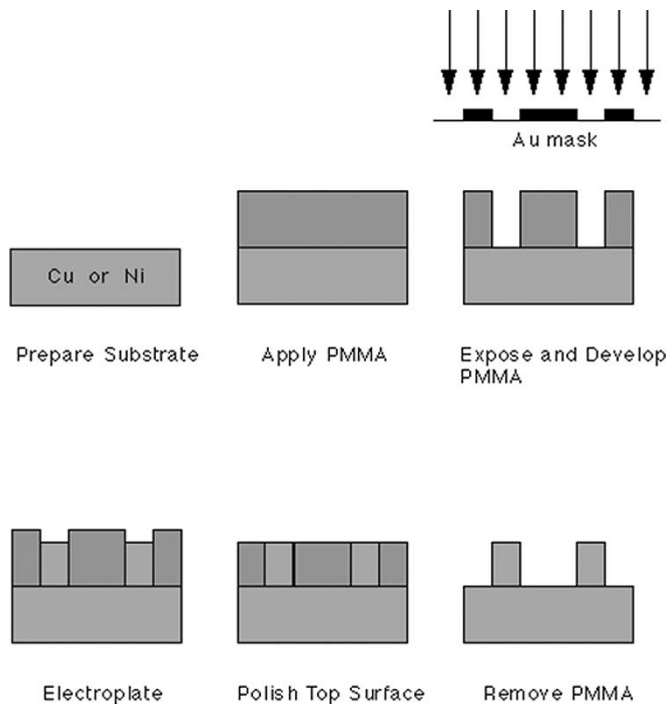 Au mask
Cu or Ni
Prepare Substrate
Apply PMMA
Expose and Develop
PMMA
Electroplate
Polish Top Surface
Remove PMMA